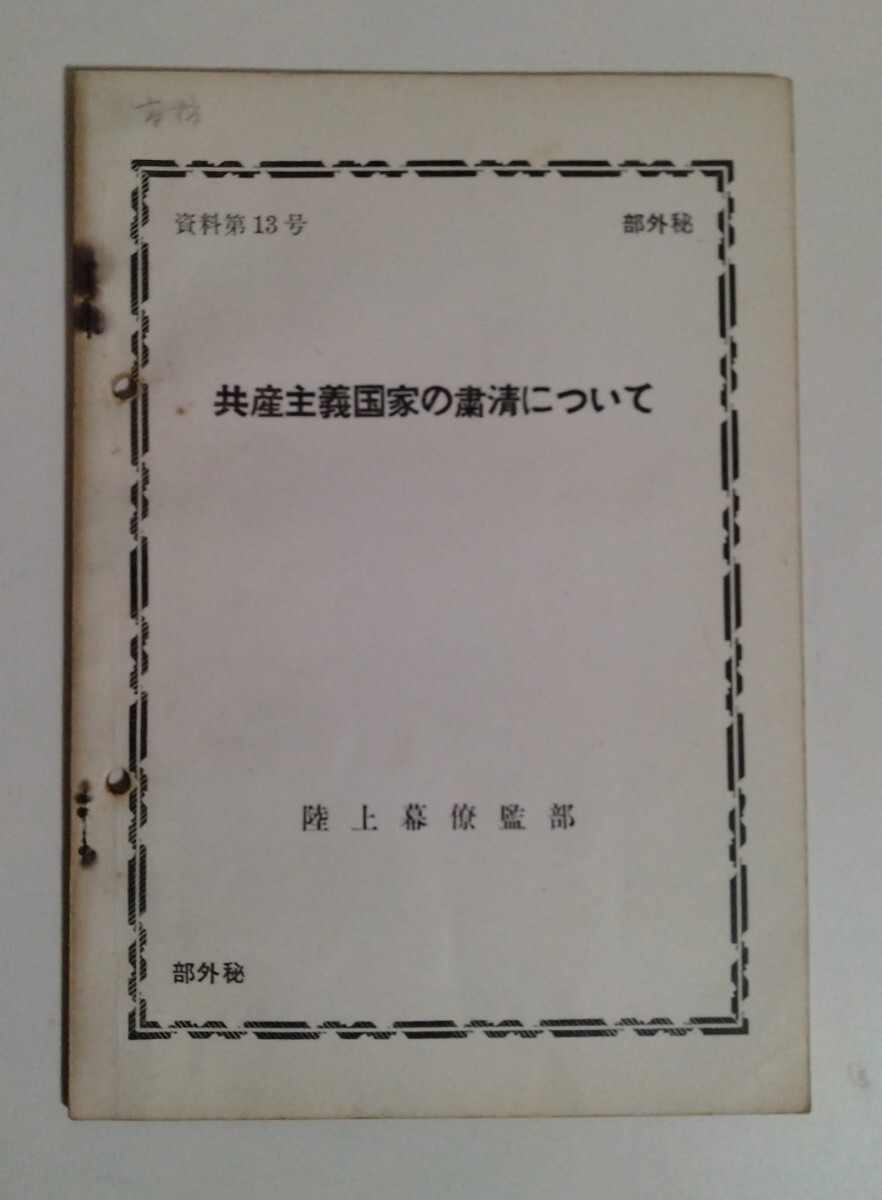 資料第13号
部外秘
共産主義国家の粛清について
陸上幕僚監部
部外秘